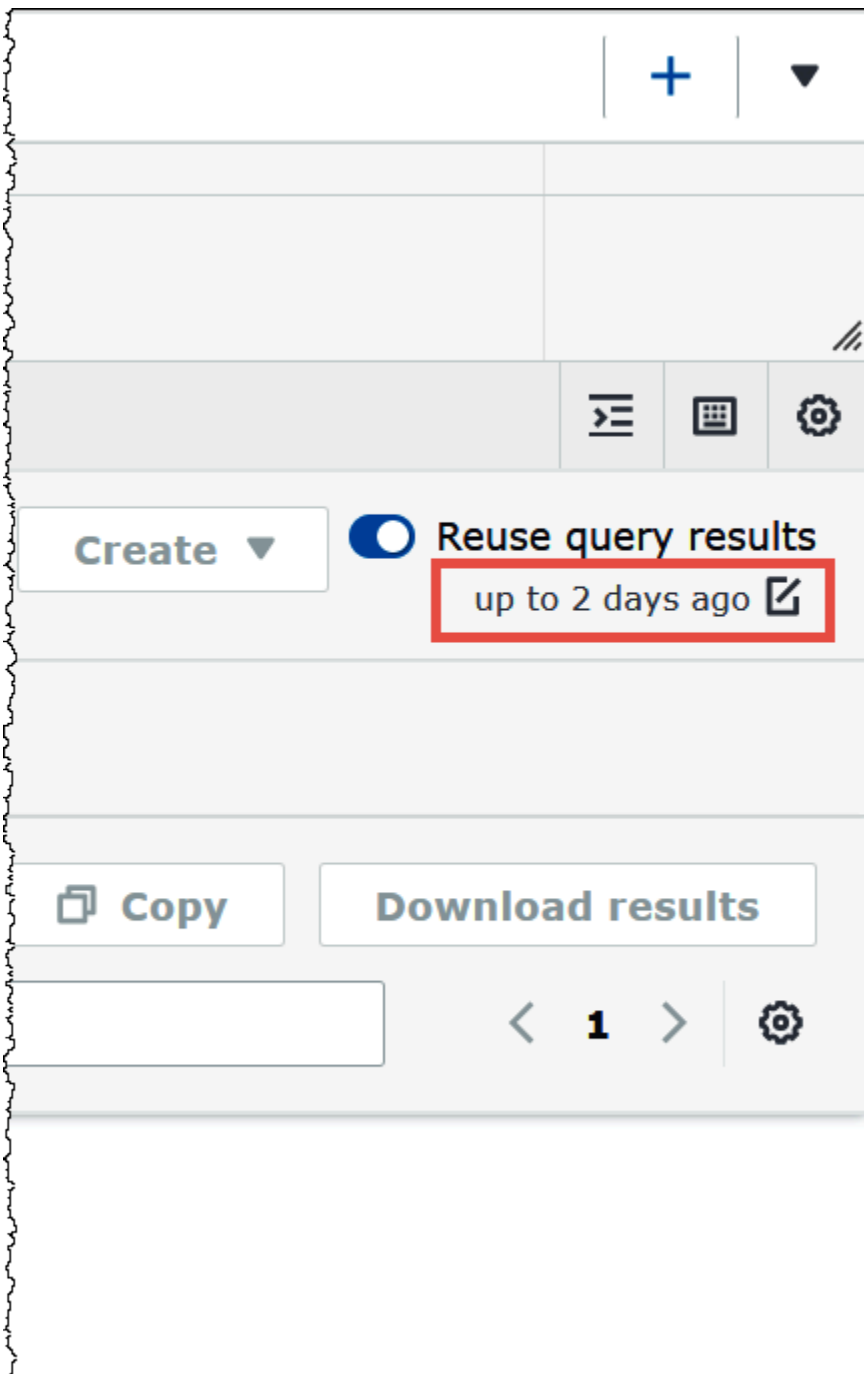 Create
Reuse query results
up to 2 days ago
Copy
Download results
1